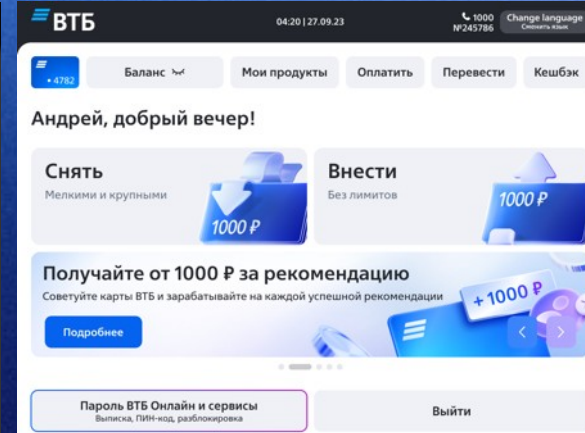 ВТБ
04:20 | 27.09.23
1000
№245786
Change language
Сменить язык
• 4782
Баланс
Мои продукты
Оплатить
Перевести
Кешбэк
Андрей, добрый вечер!
Снять
Мелкими и крупными
1000 ₽
Внести
Без лимитов
1000 ₽
Получайте от 1000 ₽ за рекомендацию
Советуйте карты ВТБ и зарабатывайте на каждой успешной рекомендации
+ 1000 ₽
Подробнее
Пароль ВТБ Онлайн и сервисы
Выписка, ПИН-код, разблокировка
Выйти